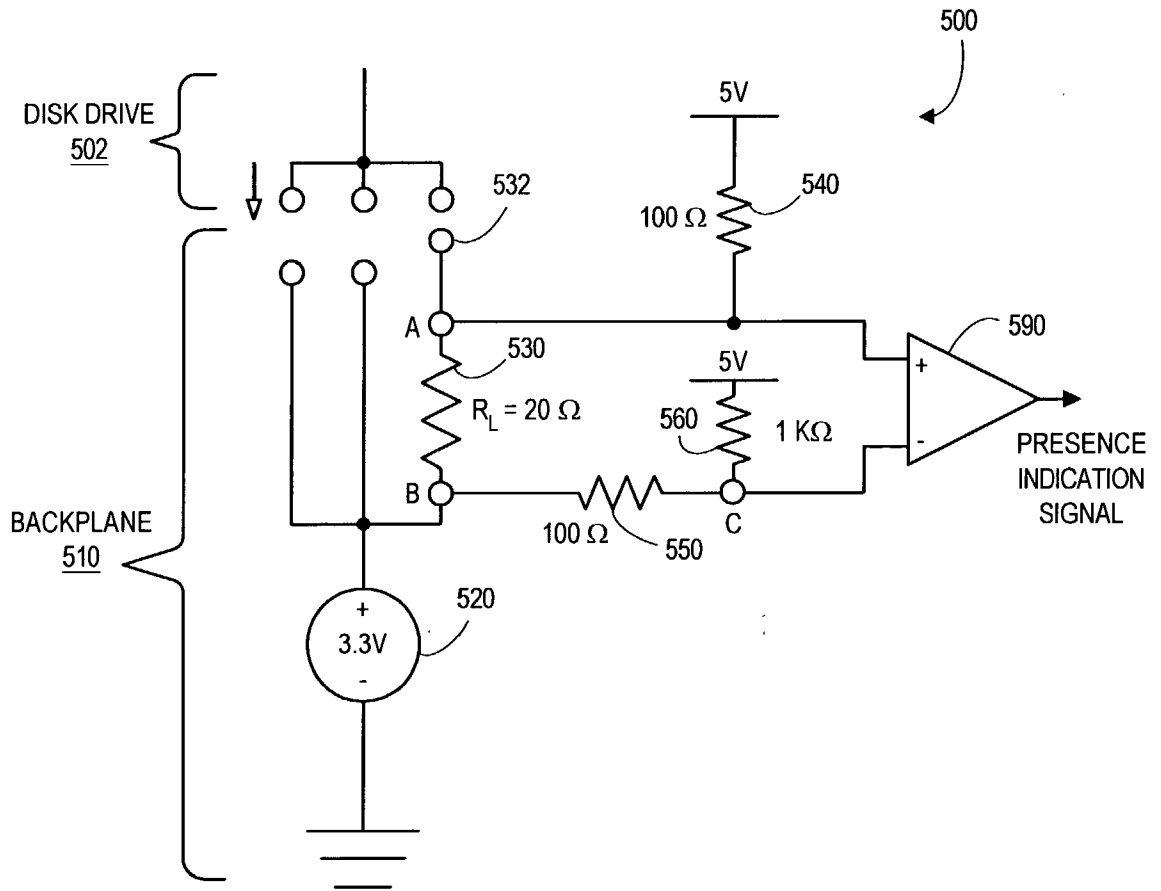 500
DISK DRIVE
502
5V
532
100 Ω
540
A
530
R_L = 20 Ω
5V
560
1 KΩ
590
+
-
PRESENCE
INDICATION
SIGNAL
B
100 Ω
550
C
BACKPLANE
510
+
3.3V
-
520